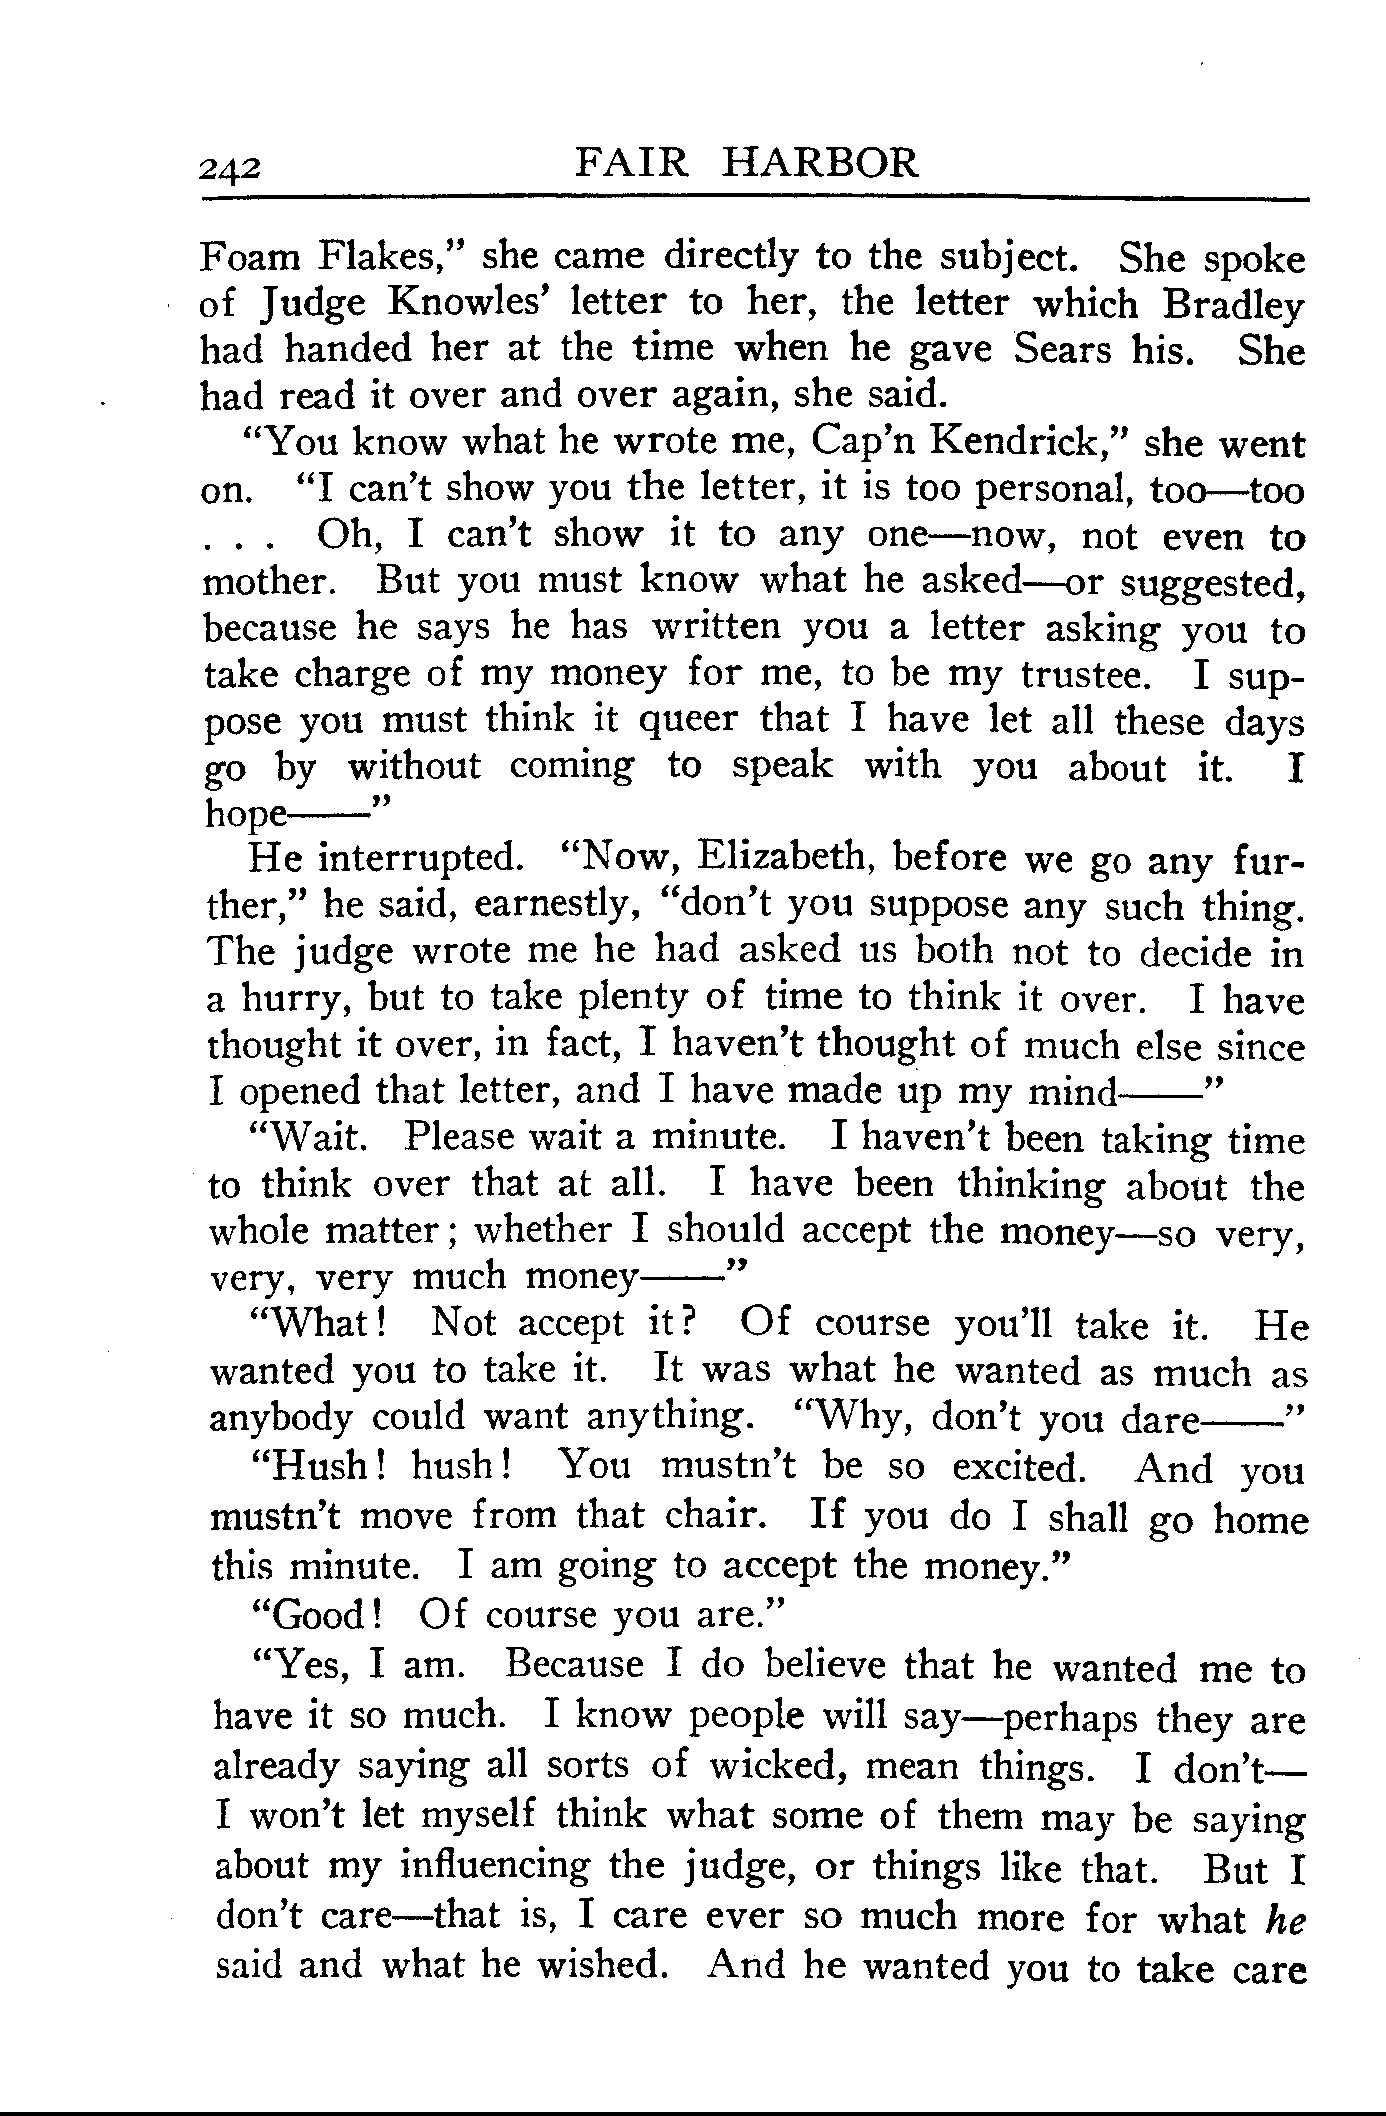 242 FAIR HARBOR
Foam Flakes,” she came directly to the subject. She spoke
of Judge Knowles’ letter to her, the letter which Bradley
had handed her at the time when he gave Sears his. She
had read it over and over again, she said.
“You know what he wrote me, Cap’n Kendrick,” she went
on. “I can’t show you the letter, it is too personal, too—too
. . . Oh, I can’t show it to any one—now, not even to
mother. But you must know what he asked—or suggested,
because he says he has written you a letter asking you to
take charge of my money for me, to be my trustee. I sup-
pose you must think it queer that I have let all these days
go by without coming to speak with you about it. I
hope——”
He interrupted. “Now, Elizabeth, before we go any fur-
ther,” he said, earnestly, “don’t you suppose any such thing.
The judge wrote me he had asked us both not to decide in
a hurry, but to take plenty of time to think it over. I have
thought it over, in fact, I haven’t thought of much else since
I opened that letter, and I have made up my mind——”
“Wait. Please wait a minute. I haven’t been taking time
to think over that at all. I have been thinking about the
whole matter; whether I should accept the money—so very,
very, very much money——”
“What! Not accept it? Of course you’ll take it. He
wanted you to take it. It was what he wanted as much as
anybody could want anything. “Why, don’t you dare——”
“Hush! hush! You mustn’t be so excited. And you
mustn’t move from that chair. If you do I shall go home
this minute. I am going to accept the money.”
“Good! Of course you are.”
“Yes, I am. Because I do believe that he wanted me to
have it so much. I know people will say—perhaps they are
already saying all sorts of wicked, mean things. I don’t—
I won’t let myself think what some of them may be saying
about my influencing the judge, or things like that. But I
don’t care—that is, I care ever so much more for what he
said and what he wished. And he wanted you to take care